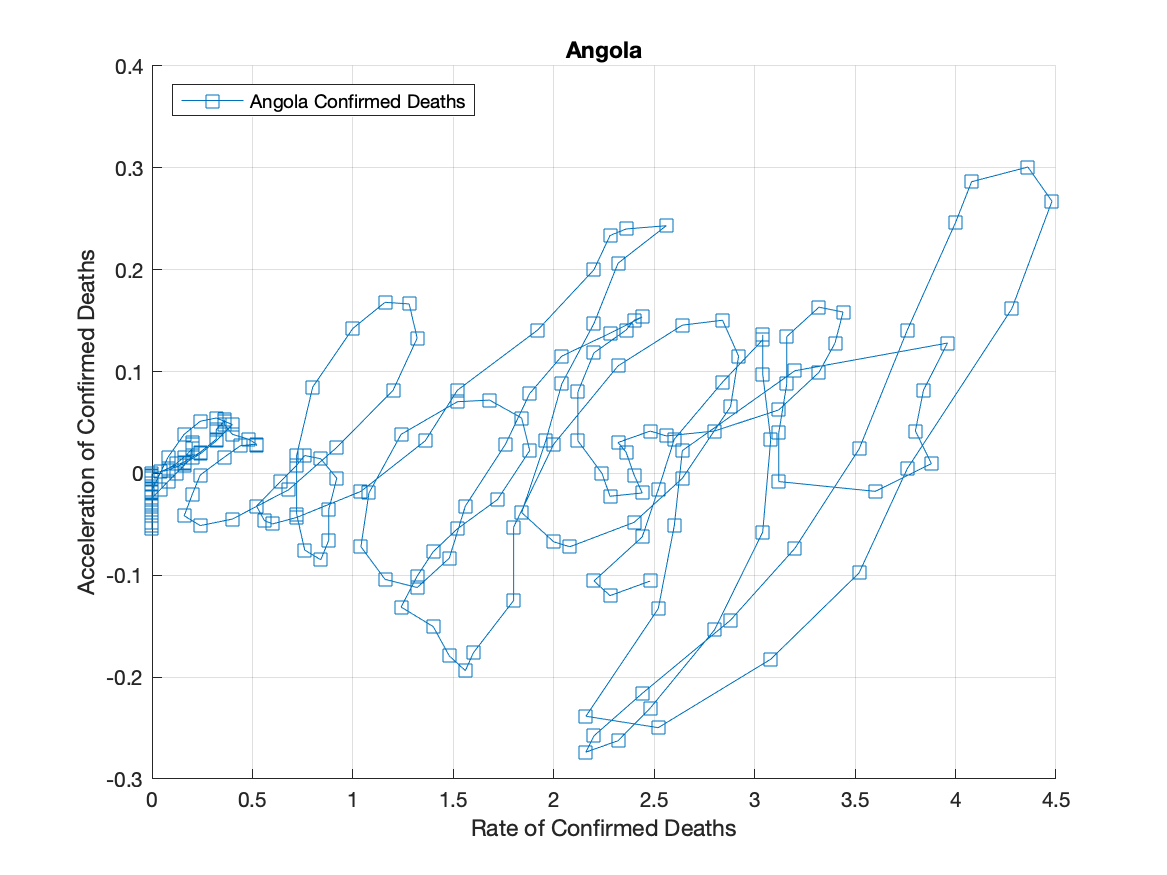 Angola
0.4
Angola Confirmed Deaths
0.3
0.2
0.1
0
-0.1
-0.2
-0.3
Acceleration of Confirmed Deaths
0 0.5 1 1.5 2 2.5 3 3.5 4 4.5
Rate of Confirmed Deaths